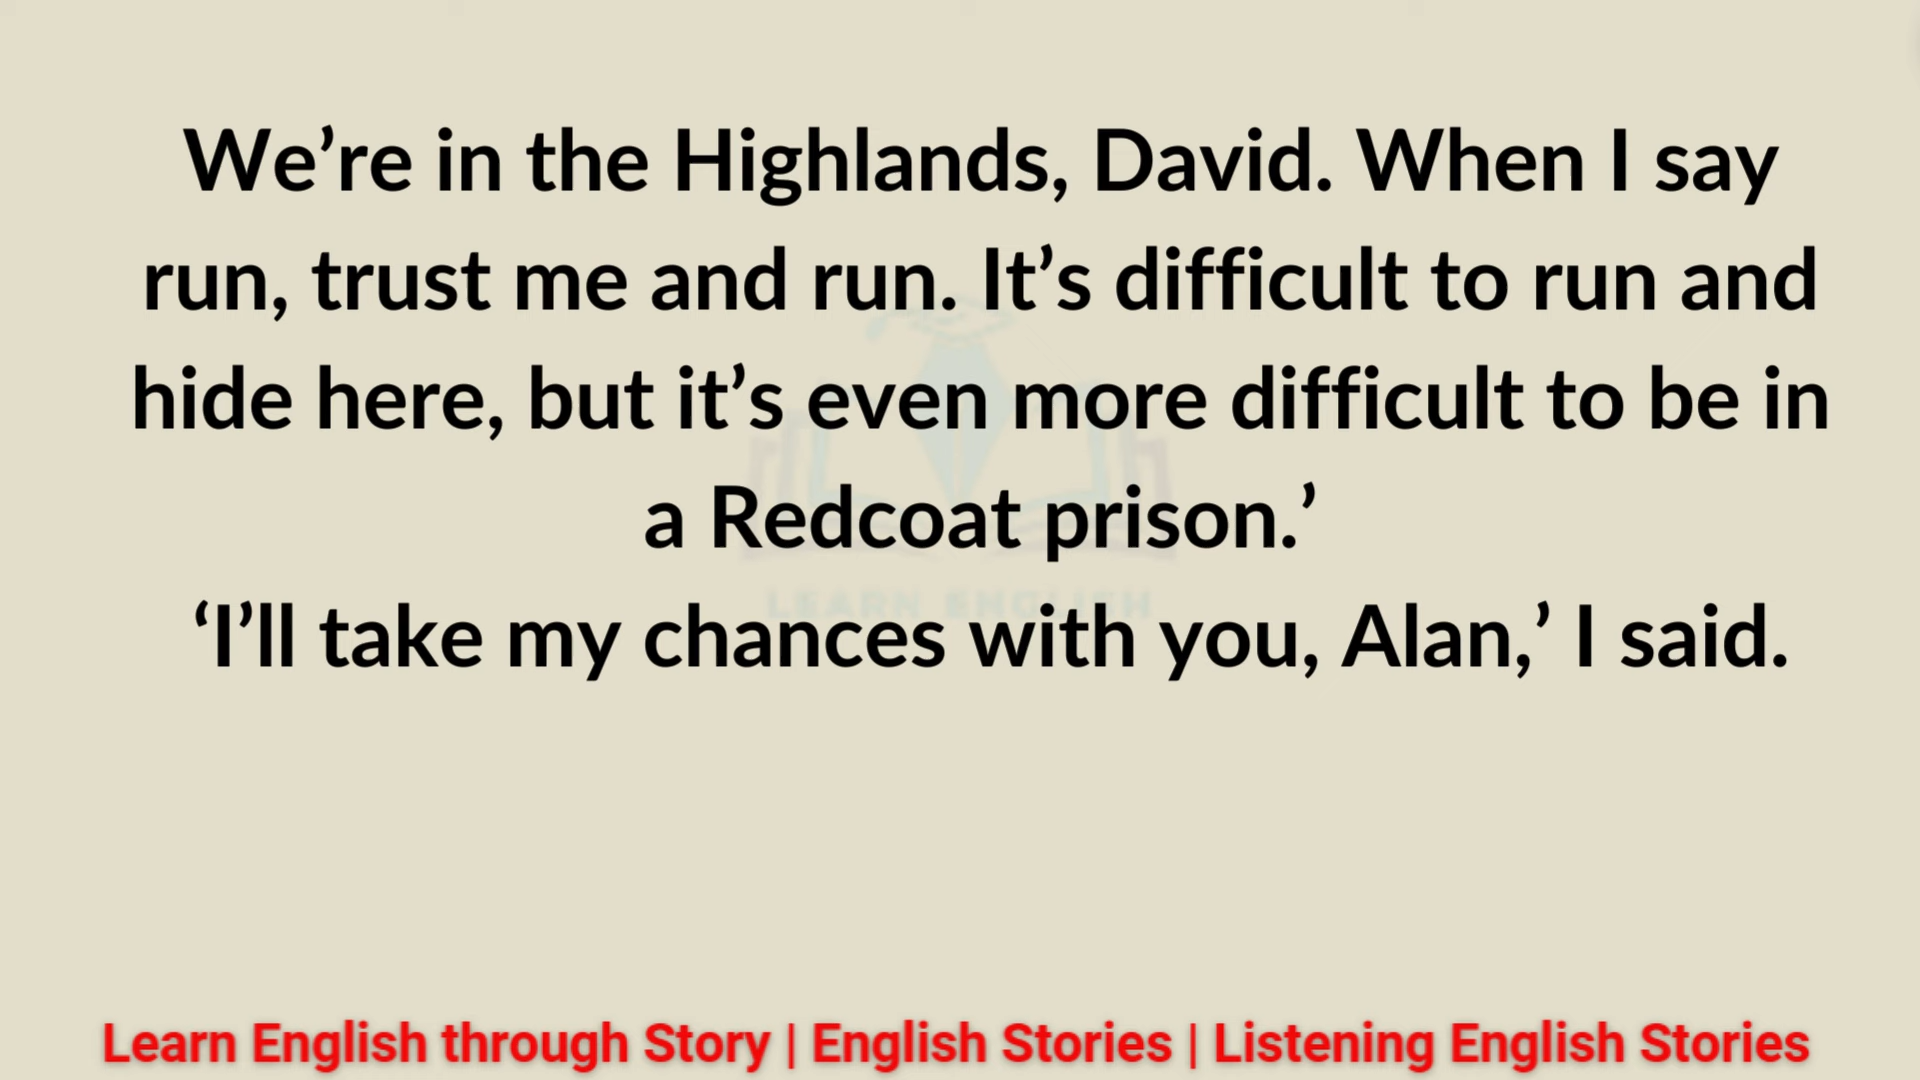 We’re in the Highlands, David. When I say
run, trust me and run. It’s difficult to run and
hide here, but it’s even more difficult to be in
a Redcoat prison.’
LEARN ENGLISH
‘I’ll take my chances with you, Alan,’ I said.
Learn English through Story | English Stories | Listening English Stories